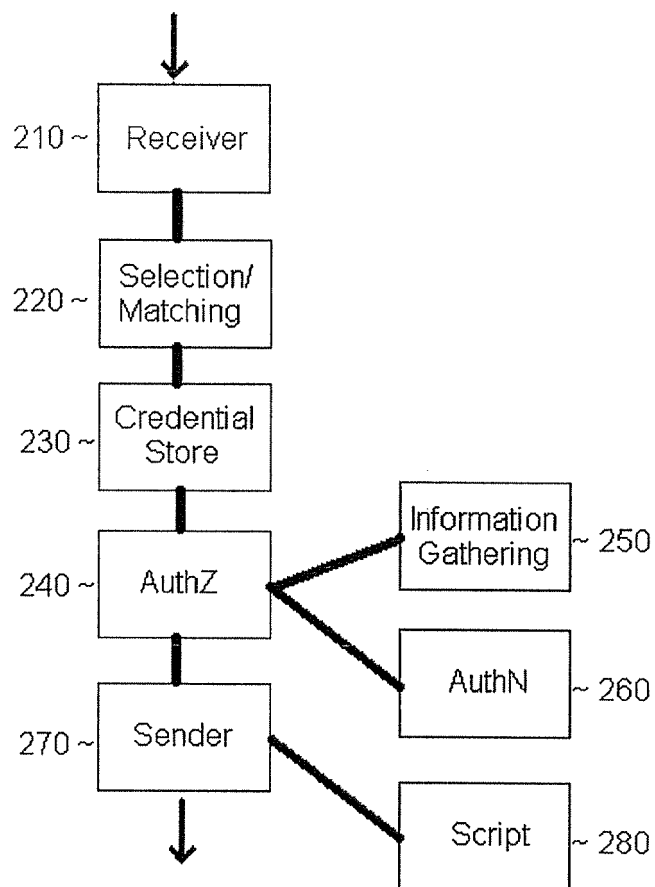 210 ~ Receiver
220 ~ Selection/
Matching
230 ~ Credential
Store
240 ~ AuthZ
Information
Gathering ~ 250
AuthN ~ 260
270 ~ Sender
Script ~ 280